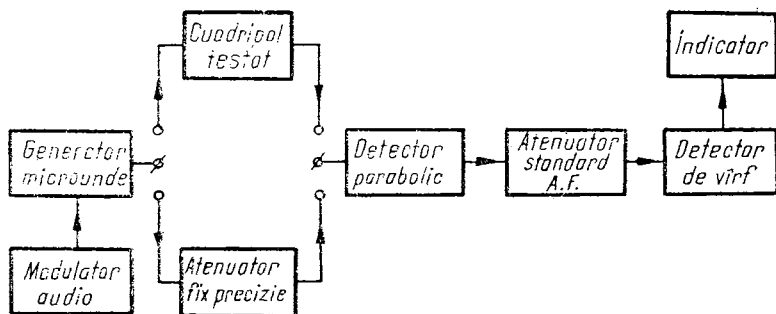 Cuadripol
testat
Indicator
Generator
microunde
Detector
parabolic
Atenuator
standard
A.F.
Detector
de vîrf
Modulator
audio
Atenuator
fix precizie